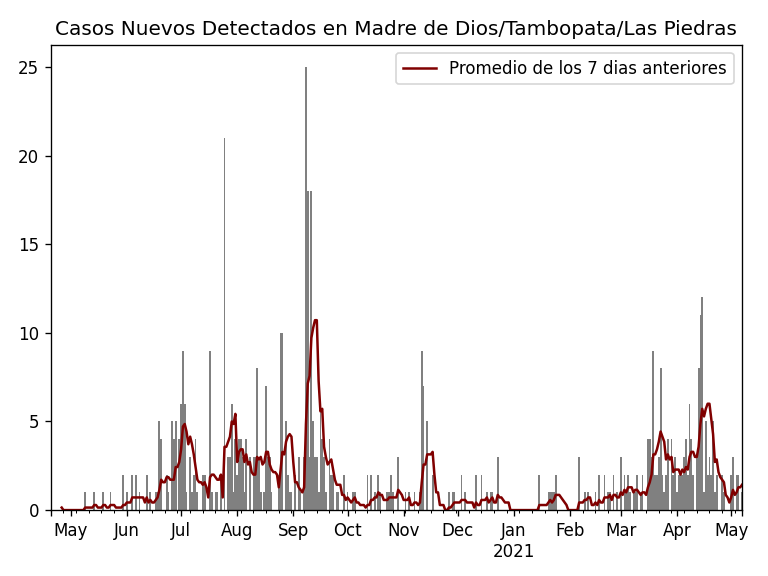 Casos Nuevos Detectados en Madre de Dios/Tambopata/Las Piedras
Promedio de los 7 dias anteriores
25
20
15
10
5
0
May Jun Jul Aug Sep Oct Nov Dec Jan Feb Mar Apr May
2021